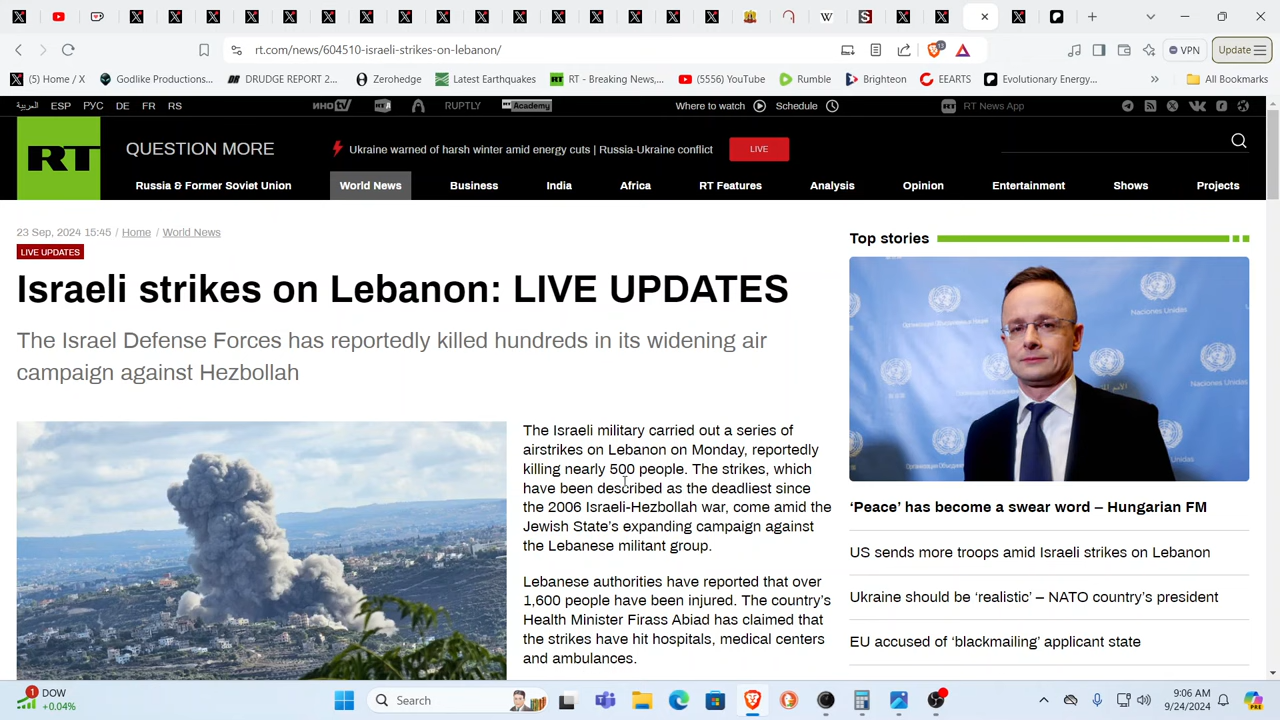 rt.com/news/604510-israeli-strikes-on-lebanon/
VPN
Update
(5) Home / X
Godlike Productions...
DRUDGE REPORT 2...
Zerohedge
Latest Earthquakes
RT - Breaking News,...
(5550) YouTube
Rumble
Brighteon
EEARTS
Evolutionary Energy...
All Bookmarks
العربية ESP РУС DE FR RS
ИНОTV
RUPTLY
Academy
Where to watch
Schedule
RT News App
RT
QUESTION MORE
Ukraine warned of harsh winter amid energy cuts | Russia-Ukraine conflict
LIVE
Russia & Former Soviet Union
World News
Business
India
Africa
RT Features
Analysis
Opinion
Entertainment
Shows
Projects
23 Sep, 2024 15:45 / Home / World News
LIVE UPDATES
Israeli strikes on Lebanon: LIVE UPDATES
The Israel Defense Forces has reportedly killed hundreds in its widening air
campaign against Hezbollah
The Israeli military carried out a series of
airstrikes on Lebanon on Monday, reportedly
killing nearly 500 people. The strikes, which
have been described as the deadliest since
the 2006 Israeli-Hezbollah war, come amid the
Jewish State's expanding campaign against
the Lebanese militant group.
Lebanese authorities have reported that over
1,600 people have been injured. The country's
Health Minister Firass Abiad has claimed that
the strikes have hit hospitals, medical centers
and ambulances.
Top stories
Naciones Unidas
‘Peace’ has become a swear word – Hungarian FM
US sends more troops amid Israeli strikes on Lebanon
Ukraine should be ‘realistic’ – NATO country's president
EU accused of ‘blackmailing’ applicant state
1
DOW
+0.04%
Search
9:06 AM
9/24/2024